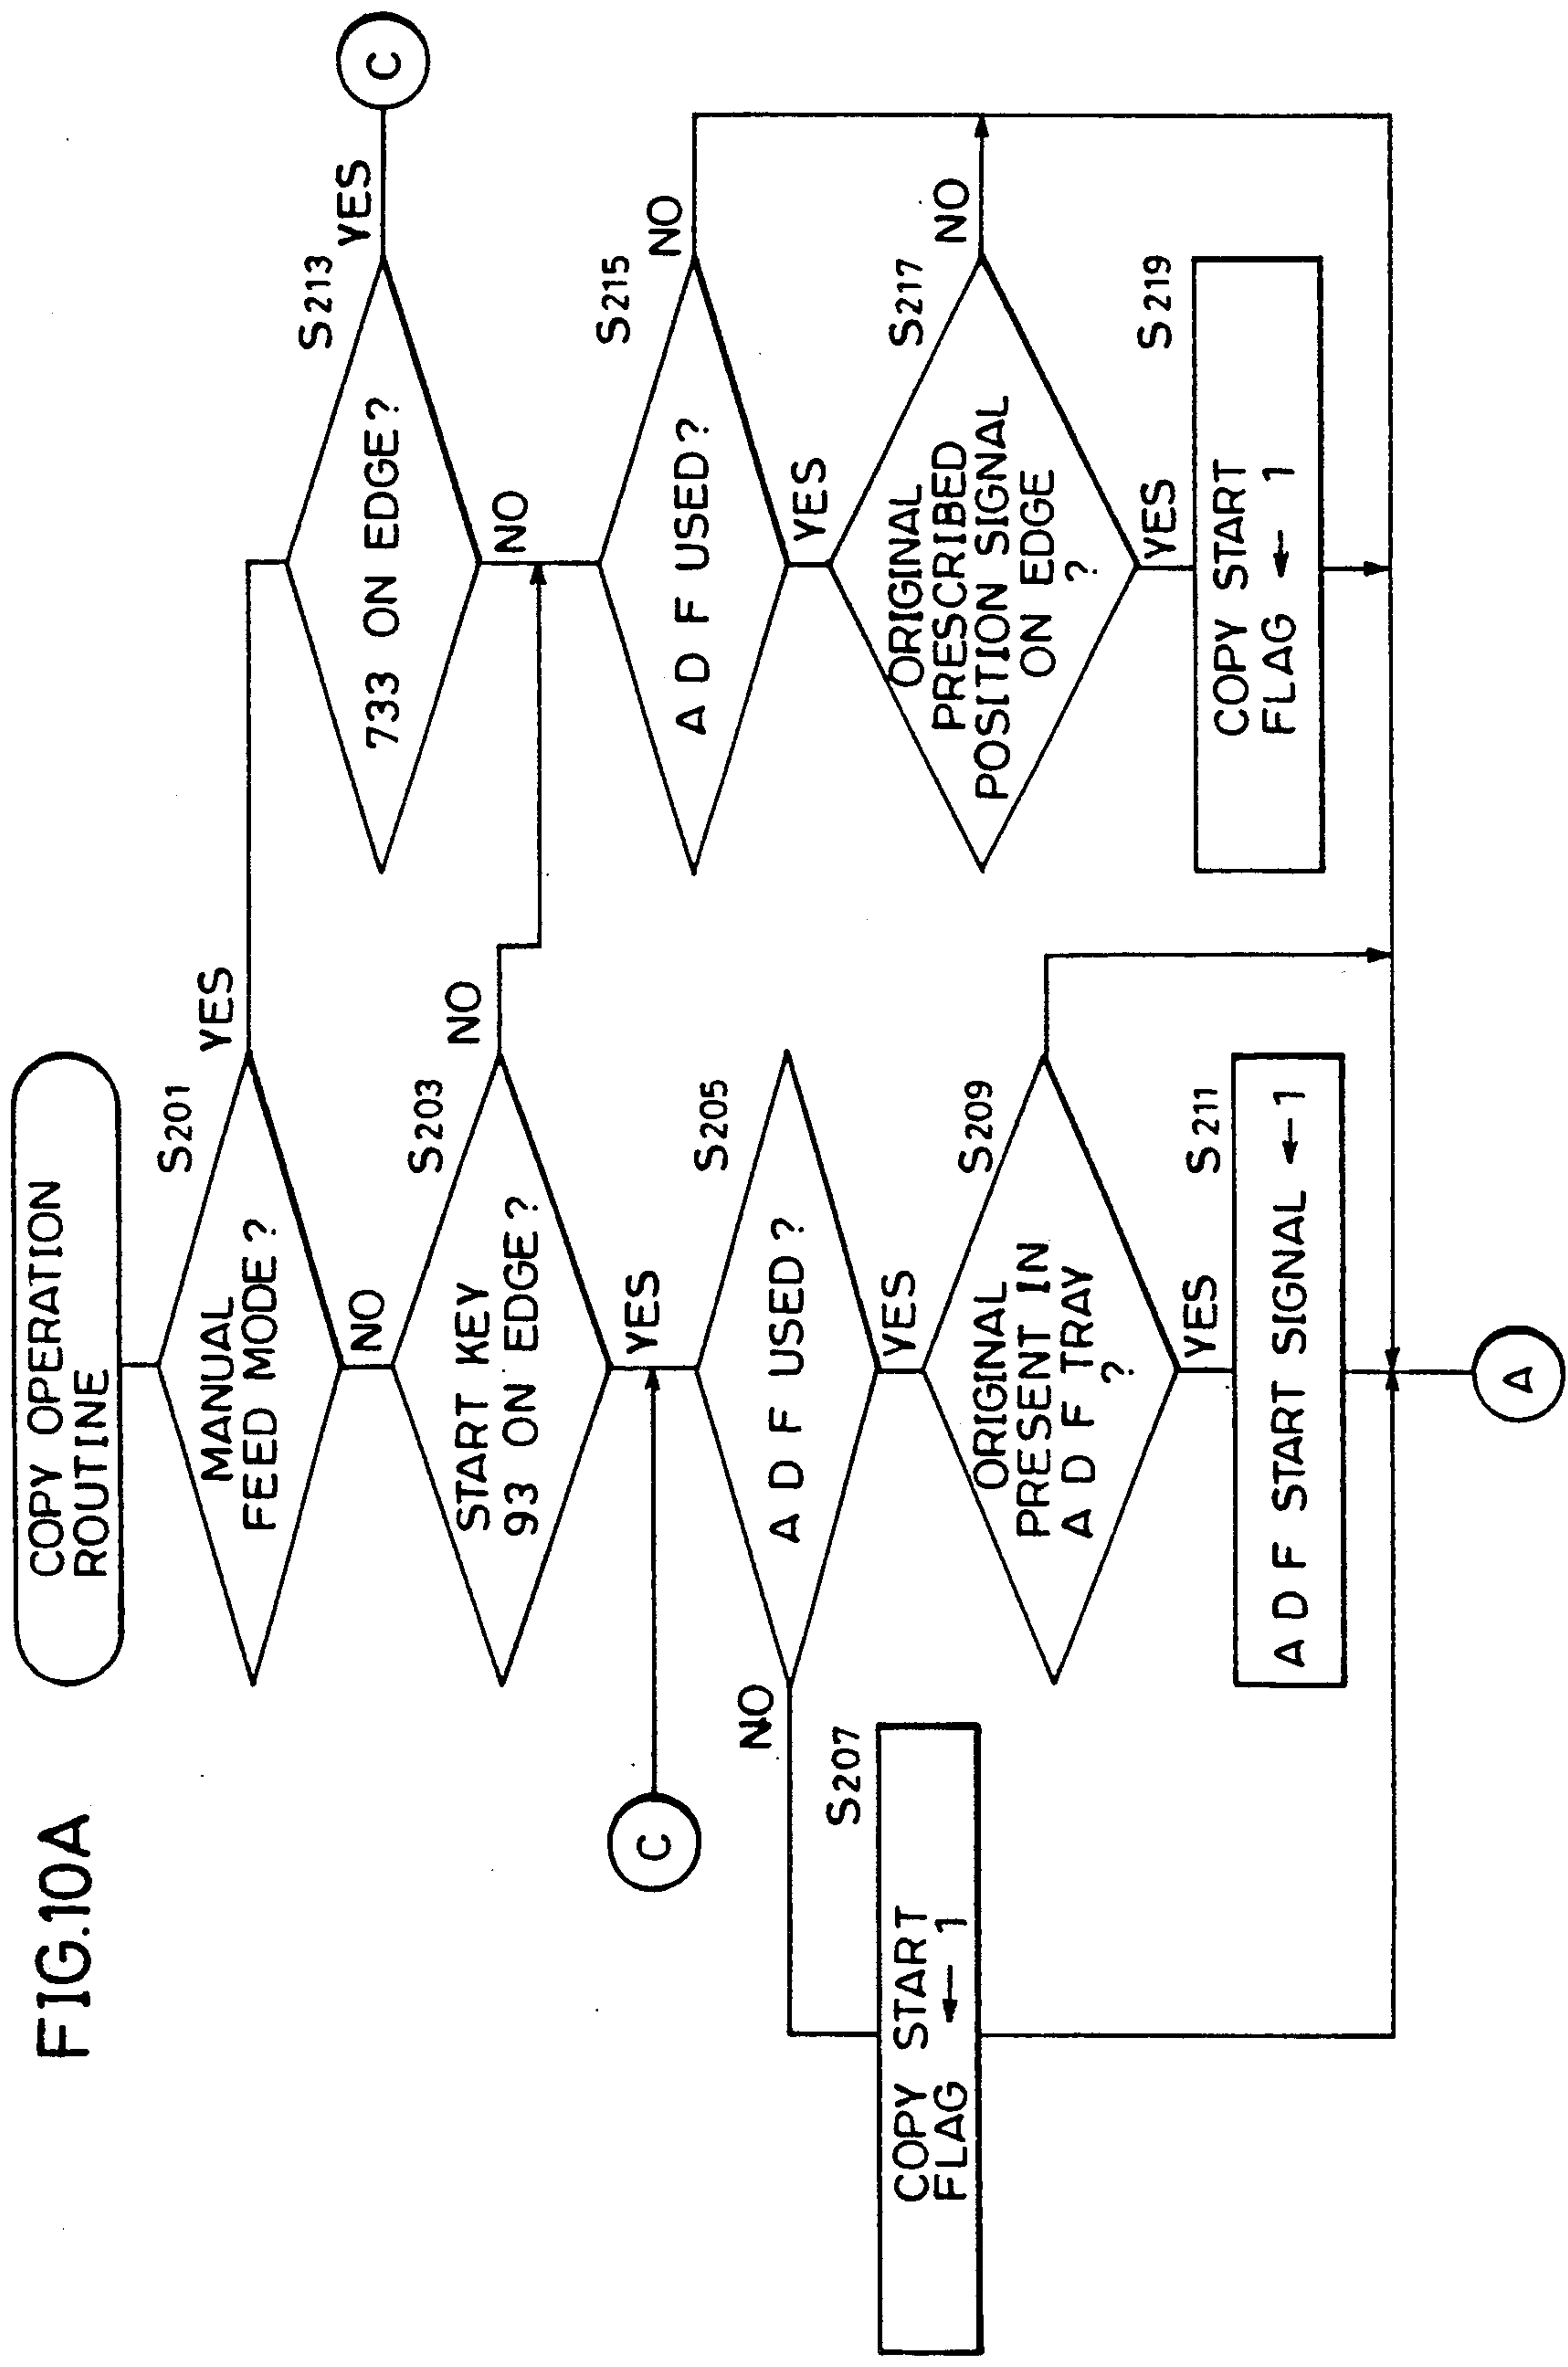 FIG.10A
COPY OPERATION
ROUTINE
S201
MANUAL
FEED MODE?
YES
NO
S203
START KEY
93 ON EDGE?
NO
YES
C
S205
A D F USED?
NO
YES
S207
COPY START
FLAG ← 1
S209
ORIGINAL
PRESENT IN
A D F TRAY
?
YES
S211
A D F START SIGNAL ← 1
A
S213
733 ON EDGE?
YES
C
NO
S215
A D F USED?
NO
YES
S217
ORIGINAL
PRESCRIBED
POSITION SIGNAL
ON EDGE
?
NO
YES
S219
COPY START
FLAG ← 1